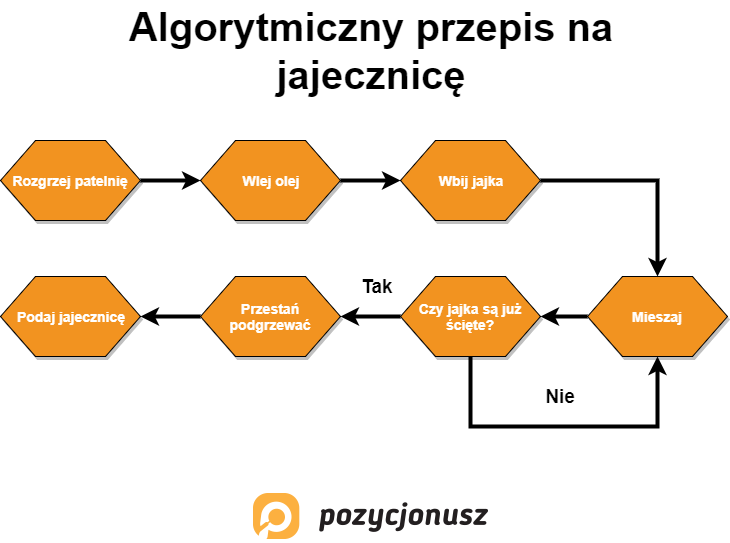 Algorytmiczny przepis na
jajecznicę
Rozgrzej patelnię
Wlej olej
Wbij jajka
Mieszaj
Czy jajka są już
ścięte?
Tak
Nie
Przestań
podgrzewać
Podaj jajecznicę
pozycjonusz